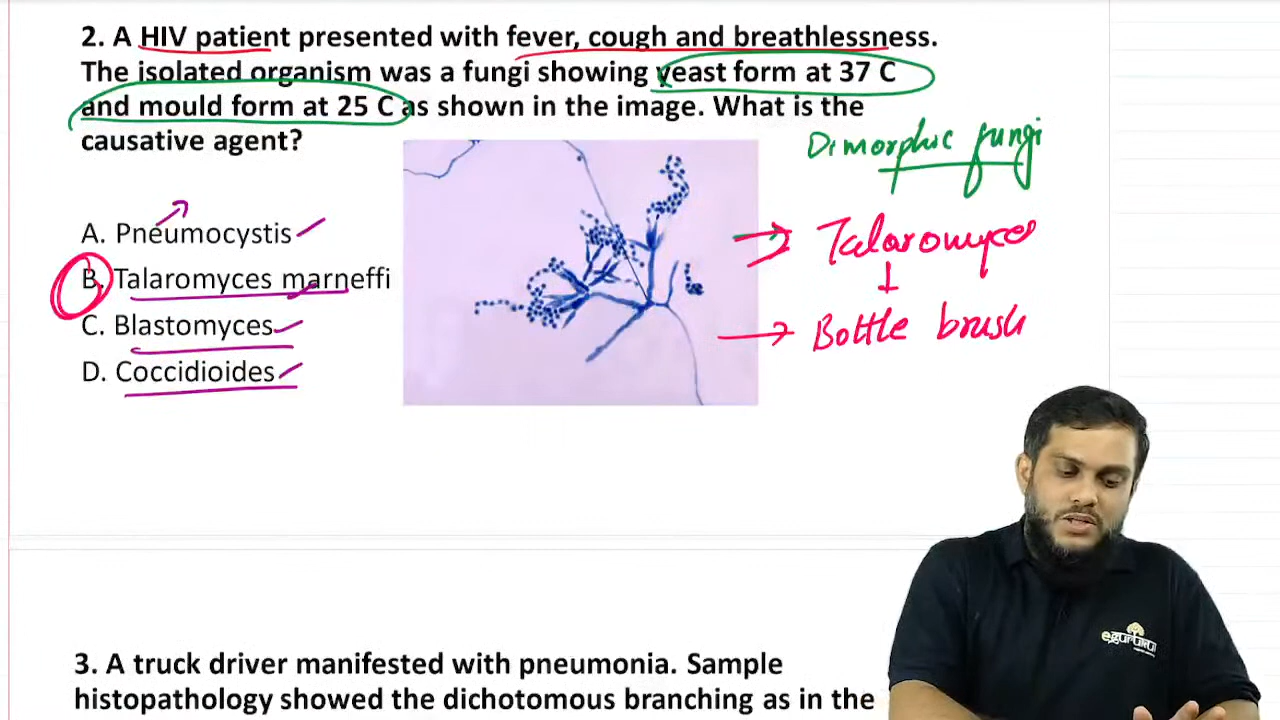 2. A HIV patient presented with fever, cough and breathlessness.
The isolated organism was a fungi showing yeast form at 37 C
and mould form at 25 C as shown in the image. What is the
causative agent?
Dimorphic fungi
A. Pneumocystis
B. Talaromyces marneffi
C. Blastomyces
D. Coccidioides
Talaromyces
Bottle brush
egurukul
3. A truck driver manifested with pneumonia. Sample
histopathology showed the dichotomous branching as in the